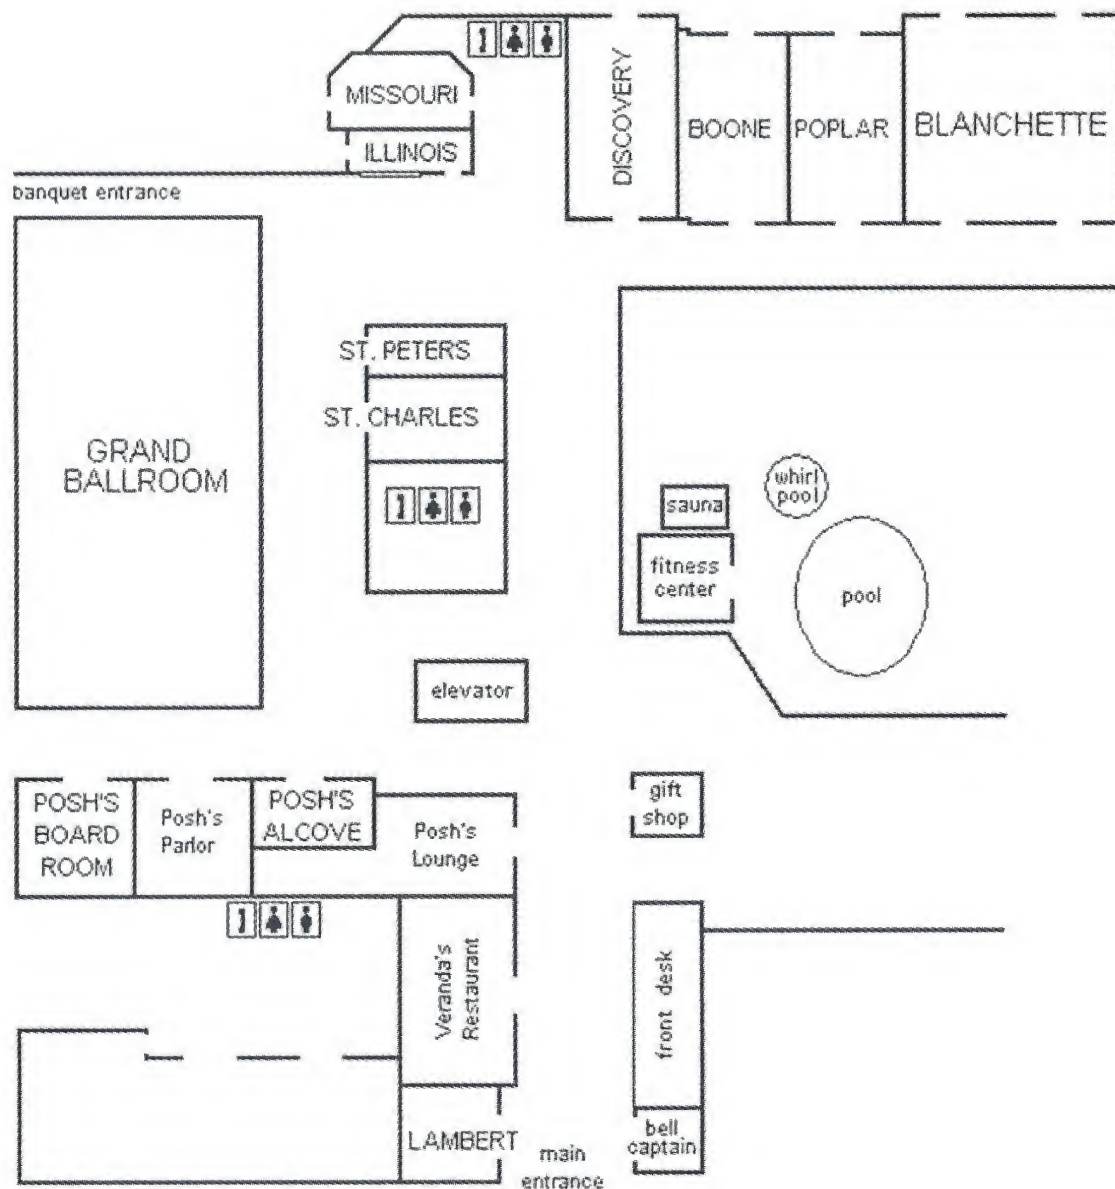 MISSOURI
ILLINOIS
banquet entrance
DISCOVERY
BOONE
POPLAR
BLANCHETTE
GRAND
BALLROOM
ST. PETERS
ST. CHARLES
whirl
pool
sauna
fitness
center
pool
elevator
POSH'S
BOARD
ROOM
Posh's
Parlor
POSH'S
ALCOVE
Posh's
Lounge
gift
shop
Veranda's
Restaurant
front desk
LAMBERT
bell
captain
main
entrance